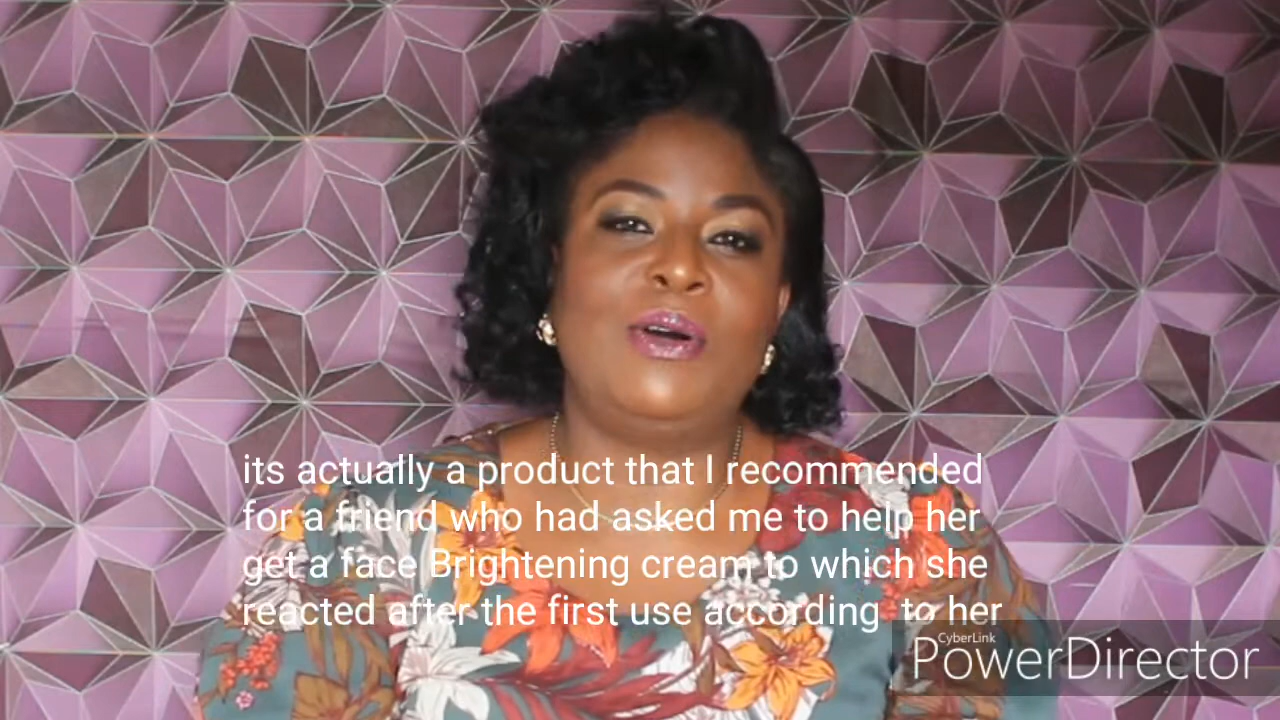 its actually a product that I recommended
for a friend who had asked me to help her
get a face Brightening cream to which she
reacted after the first use according  to her
CyberLink
PowerDirector